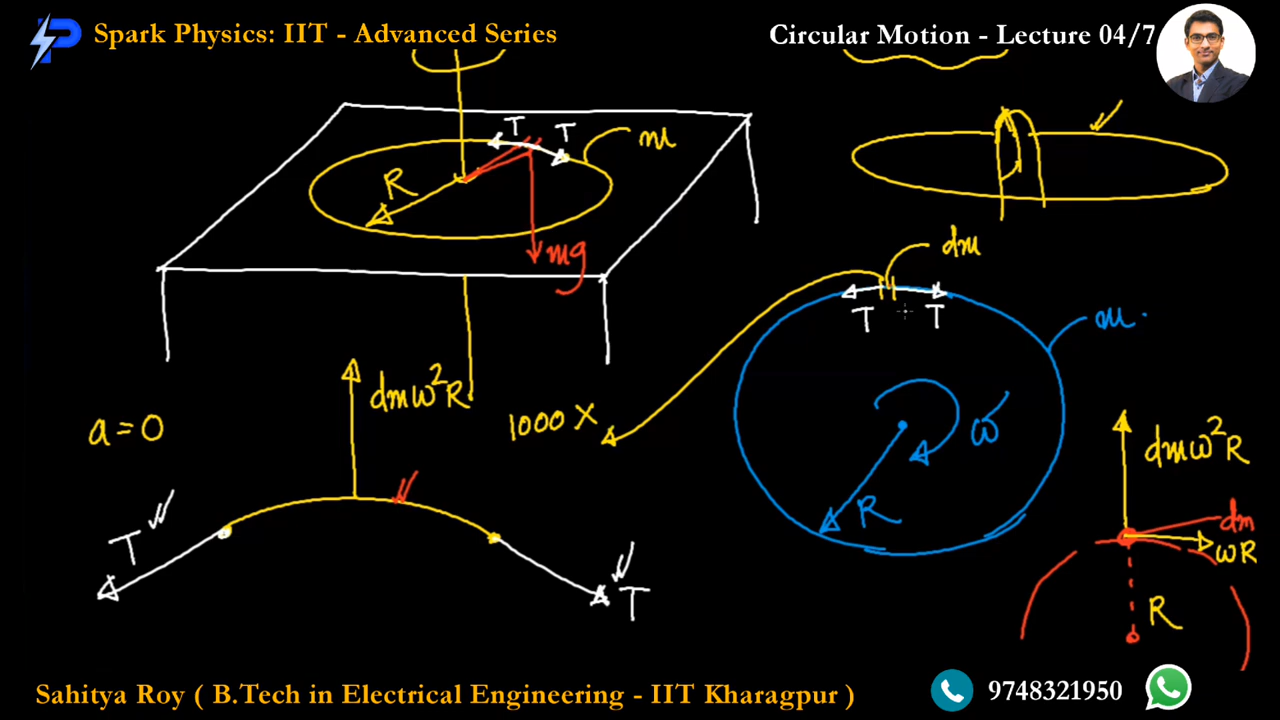 Spark Physics: IIT - Advanced Series
Circular Motion - Lecture 04/7
T
T
m
R
mg
dm
T
T
m
ω
R
a = 0
dmω²R
1000 X
T
T
dmω²R
dm
ωR
R
Sahitya Roy ( B.Tech in Electrical Engineering - IIT Kharagpur )
9748321950